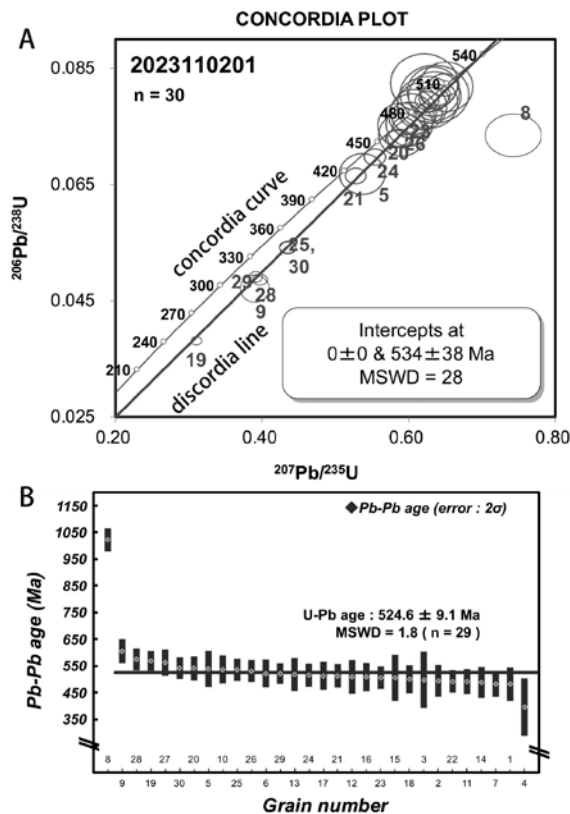 CONCORDIA PLOT
A
2023110201
n = 30
0.085
0.065
0.045
0.025
²⁰⁶Pb/²³⁸U
540
510
480
450
420
390
360
330
300
270
240
210
8
26
20
24
5
21
25,
30
29
28
9
19
concordia curve
discordia line
Intercepts at
0±0 & 534±38 Ma
MSWD = 28
0.20 0.40 0.60 0.80
²⁰⁷Pb/²³⁵U
B
Pb-Pb age (error : 2σ)
U-Pb age : 524.6 ± 9.1 Ma
MSWD = 1.8 ( n = 29 )
Pb-Pb age (Ma)
1150
1050
950
850
750
650
550
450
350
8 28 27 20 10 26 29 24 21 16 15 3 22 14 1
9 19 30 5 25 6 13 17 12 23 18 2 11 7 4
Grain number